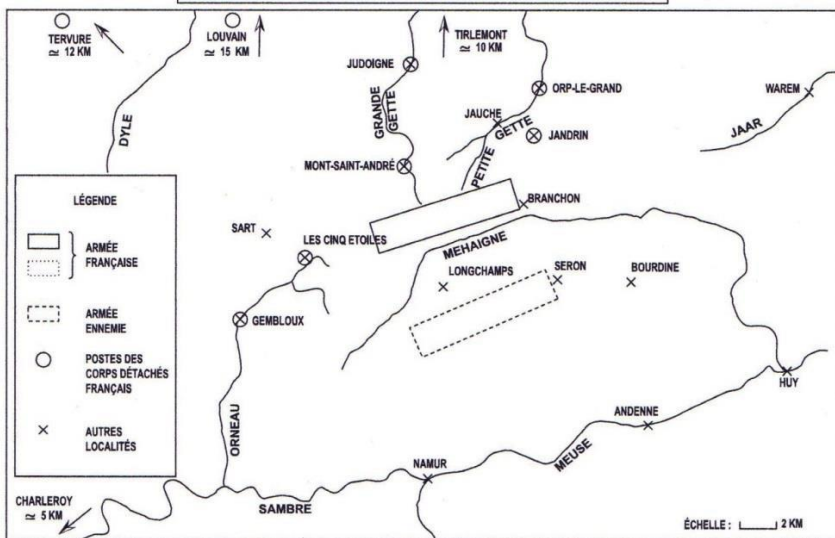 TERVURE
≃ 12 KM
LOUVAIN
≃ 15 KM
TIRLEMONT
≃ 10 KM
JUDOIGNE
ORP-LE-GRAND
WAREM
JAUCHE
GRANDE
GETTE
GETTE
PETITE
JANDRIN
JAAR
DYLE
MONT-SAINT-ANDRÉ
BRANCHON
SART
LES CINQ ETOILES
MEHAIGNE
LONGCHAMPS
SERON
BOURDINE
GEMBLOUX
HUY
ANDENNE
ORNEAU
MEUSE
NAMUR
SAMBRE
CHARLEROY
≃ 5 KM
LÉGENDE
ARMÉE
FRANÇAISE
ARMÉE
ENNEMIE
POSTES DES
CORPS DÉTACHÉS
FRANÇAIS
AUTRES
LOCALITÉS
ÉCHELLE : 2 KM